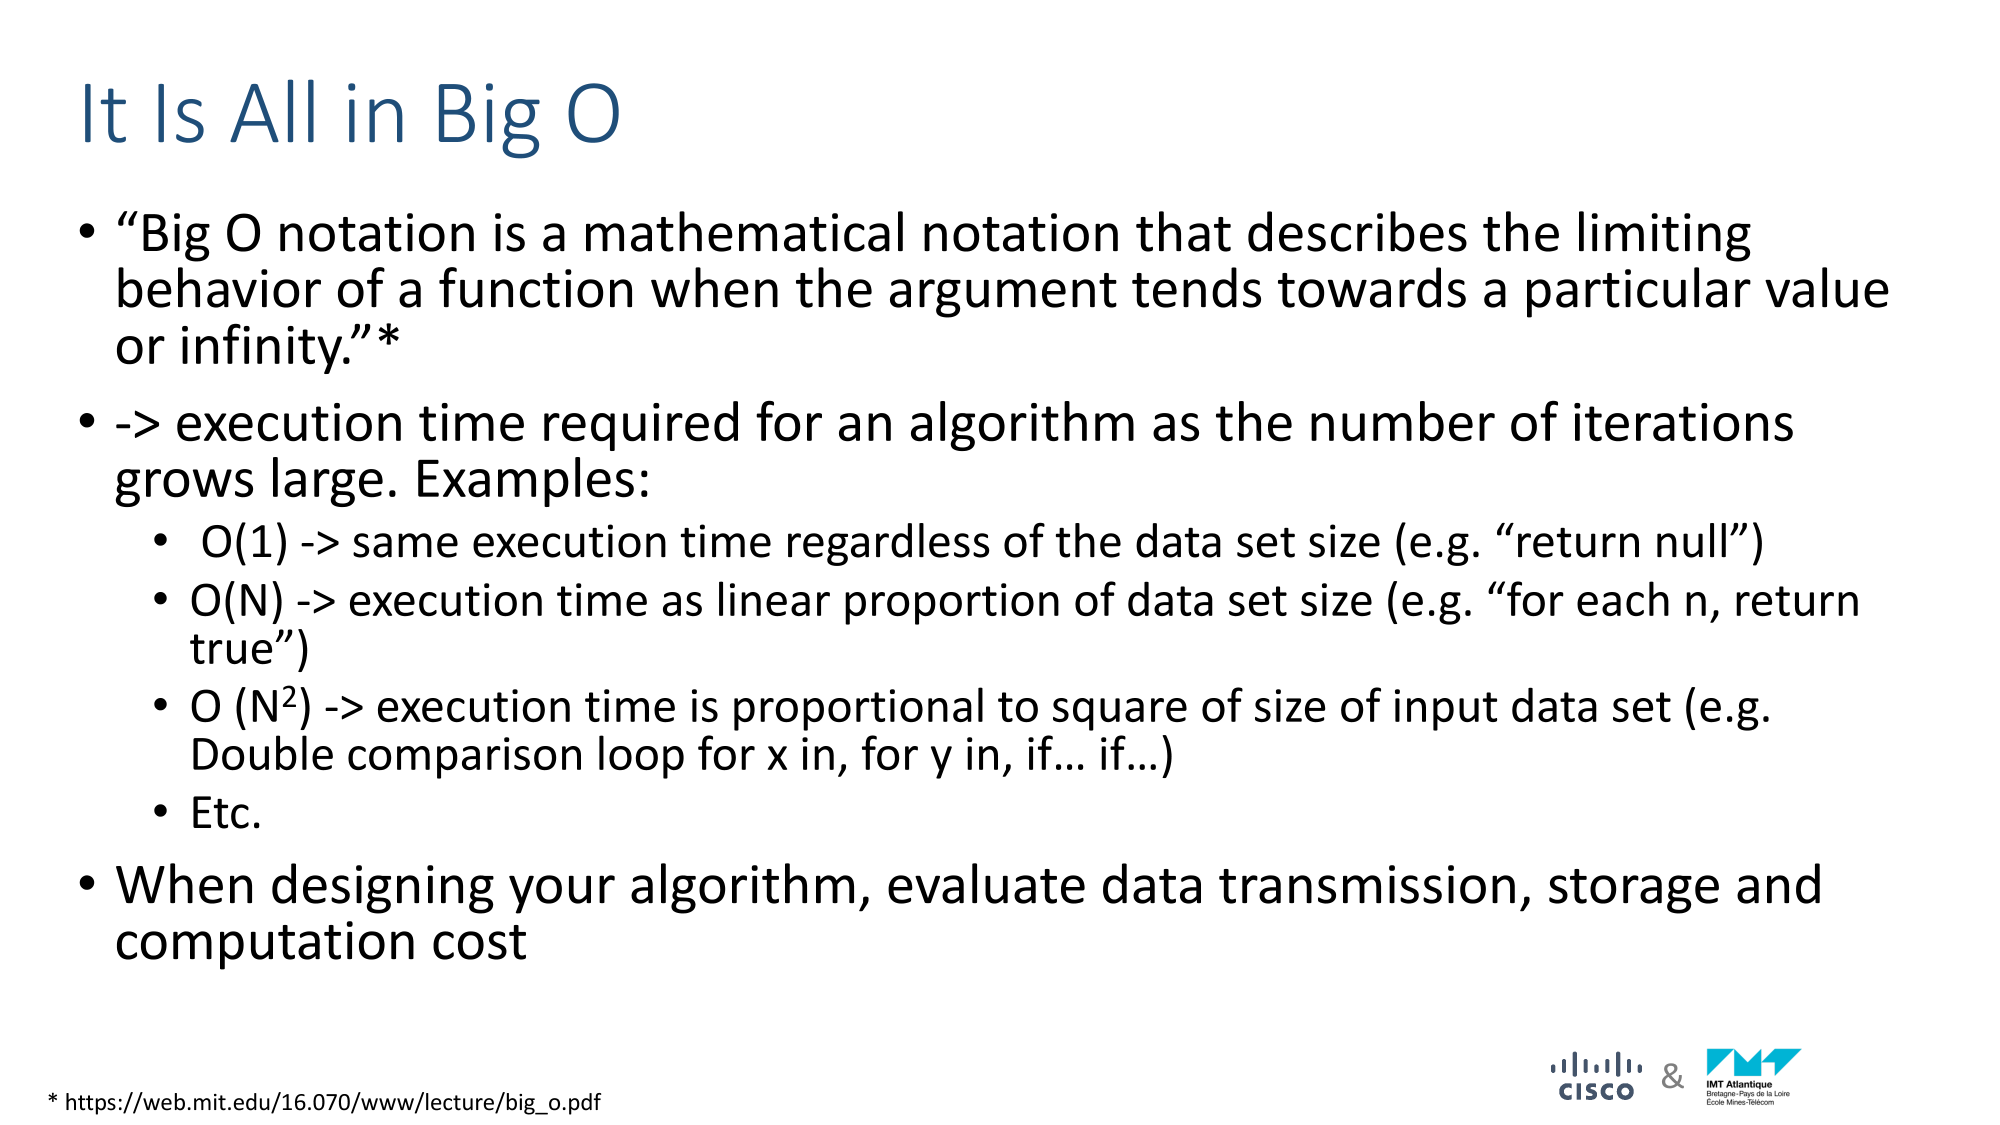 It Is All in Big O
• “Big O notation is a mathematical notation that describes the limiting
behavior of a function when the argument tends towards a particular value
or infinity.”*
• -> execution time required for an algorithm as the number of iterations
grows large. Examples:
• O(1) -> same execution time regardless of the data set size (e.g. “return null”)
• O(N) -> execution time as linear proportion of data set size (e.g. “for each n, return
true”)
• O (N²) -> execution time is proportional to square of size of input data set (e.g.
Double comparison loop for x in, for y in, if… if…)
• Etc.
• When designing your algorithm, evaluate data transmission, storage and
computation cost
* https://web.mit.edu/16.070/www/lecture/big_o.pdf
CISCO
&
IMT Atlantique
Bretagne-Pays de la Loire
École Mines-Télécom